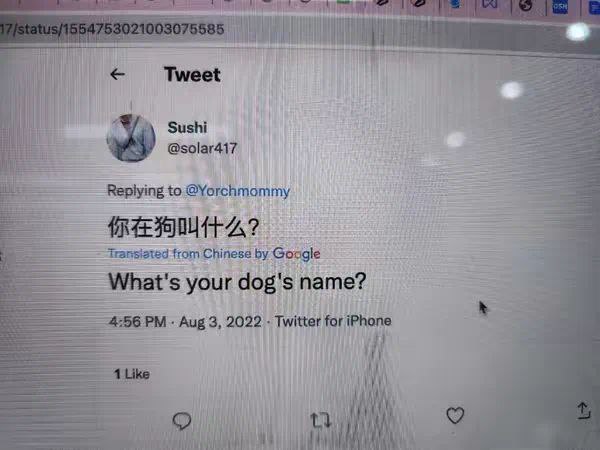 17/status/1554753021003075585
Tweet
Sushi
@solar417
Replying to @Yorchmommy
你在狗叫什么?
Translated from Chinese by Google
What's your dog's name?
4:56 PM · Aug 3, 2022 · Twitter for iPhone
1 Like